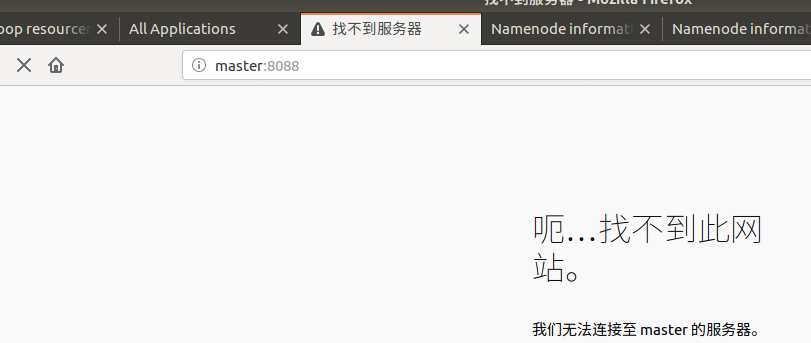 找不到服务器 - Mozilla Firefox
oop resourcer
All Applications
找不到服务器
Namenode informati
Namenode informat
master:8088
呃...找不到此网
站。
我们无法连接至 master 的服务器。